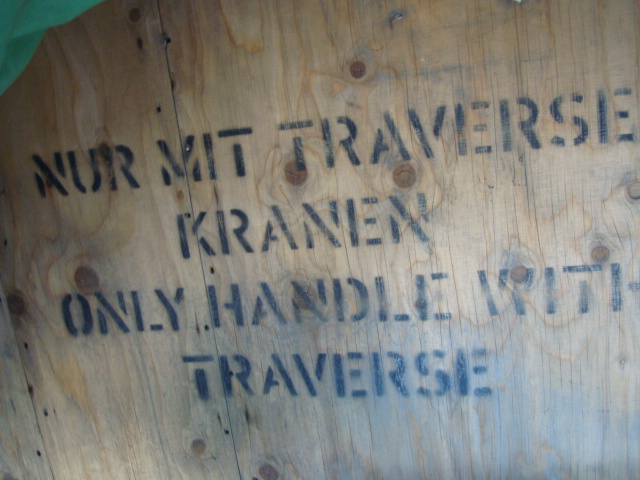 NUR MIT TRAVERSE
KRANEN
ONLY HANDLE WITH
TRAVERSE